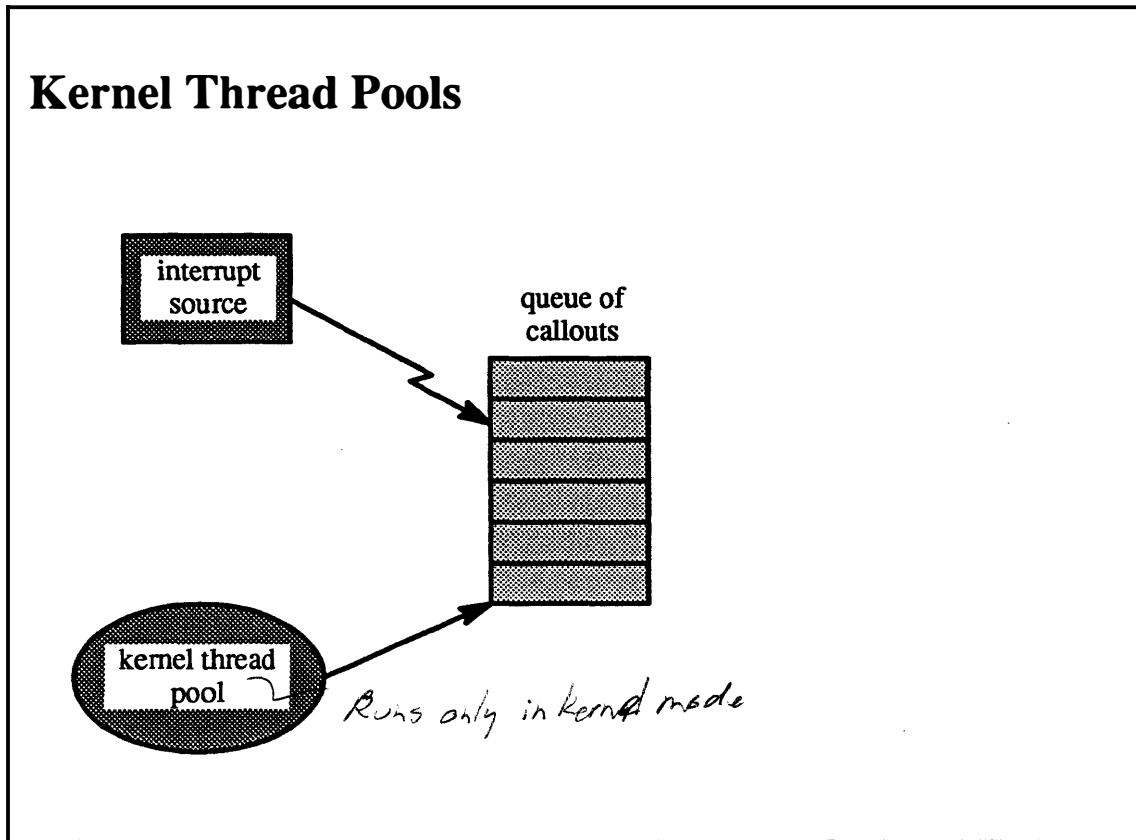 Kernel Thread Pools
interrupt
source
queue of
callouts
kernel thread
pool
Runs only in kernel mode